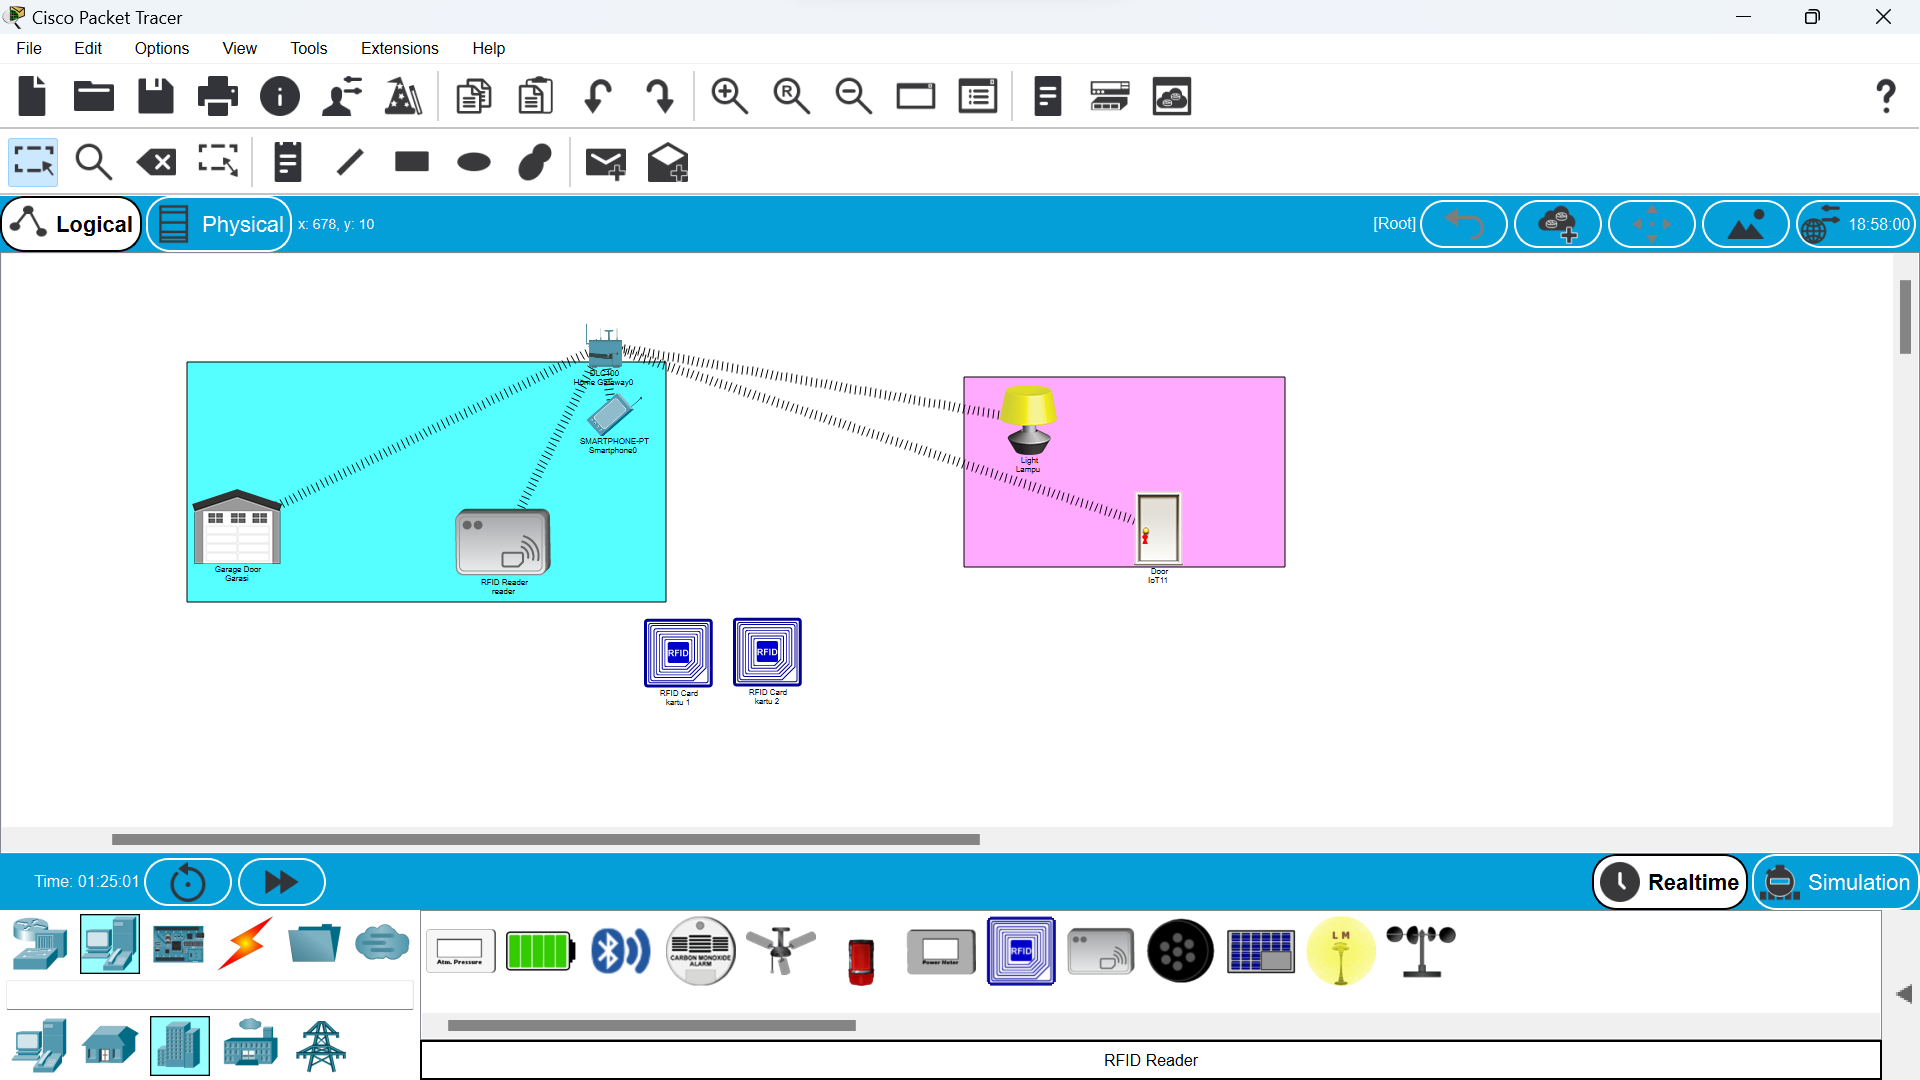 Cisco Packet Tracer
File Edit Options View Tools Extensions Help
Logical Physical x: 678, y: 10 [Root] 18:58:00
DLC100
Home Gateway0
SMARTPHONE-PT
Smartphone0
Light
Lampu
Garage Door
Garasi
RFID Reader
reader
Door
IoT11
RFID
RFID
RFID Card
kartu 1
RFID Card
kartu 2
Time: 01:25:01 Realtime Simulation
Atm. Pressure
CARBON MONOXIDE
ALARM
Power Meter
RFID
L M
RFID Reader